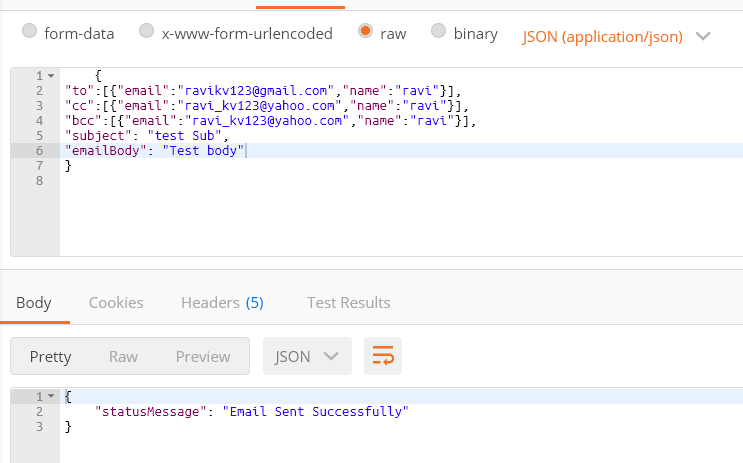 form-data x-www-form-urlencoded raw binary JSON (application/json)
1 {
2 "to":[{"email":"ravikv123@gmail.com","name":"ravi"}],
3 "cc":[{"email":"ravi_kv123@yahoo.com","name":"ravi"}],
4 "bcc":[{"email":"ravi_kv123@yahoo.com","name":"ravi"}],
5 "subject": "test Sub",
6 "emailBody": "Test body"
7 }
8
Body Cookies Headers (5) Test Results
Pretty Raw Preview JSON
1 {
2 "statusMessage": "Email Sent Successfully"
3 }